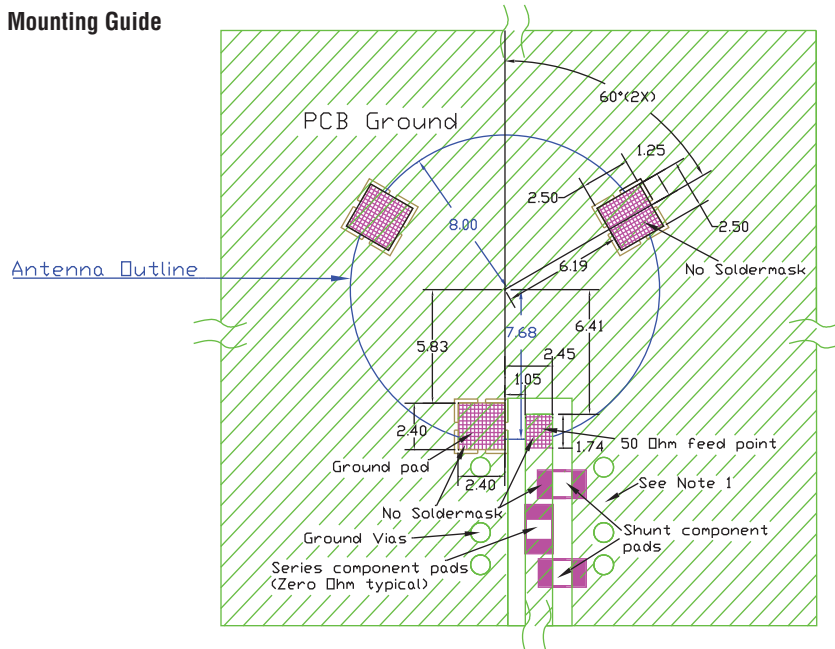 Mounting Guide
60°(2X)
PCB Ground
1.25
2.50
8.00
2.50
6.19
No Soldermask
Antenna Outline
7.68
6.41
5.83
2.45
1.05
2.40
1.74
50 Ohm feed point
Ground pad
2.40
See Note 1
No Soldermask
Ground Vias
Shunt component
pads
Series component pads
(Zero Ohm typical)